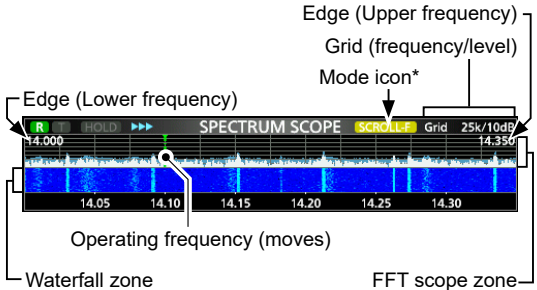 Edge (Upper frequency)
Grid (frequency/level)
Mode icon*
Edge (Lower frequency)
R T HOLD SPECTRUM SCOPE SCROLL-F Grid 25k/10dB
14.000 14.350
14.05 14.10 14.15 14.20 14.25 14.30
Operating frequency (moves)
Waterfall zone FFT scope zone